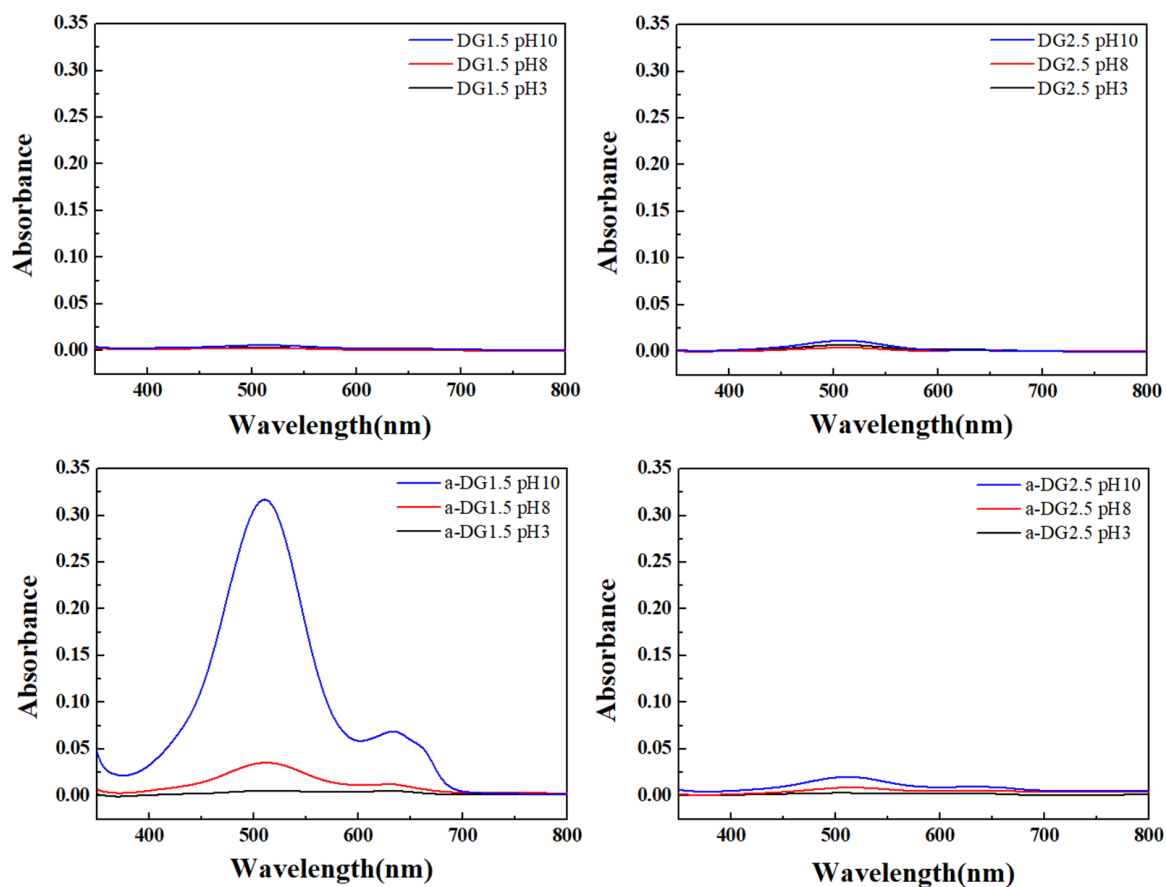 0.35
0.30
0.25
0.20
0.15
0.10
0.05
0.00
Absorbance
DG1.5 pH10
DG1.5 pH8
DG1.5 pH3
400 500 600 700 800
Wavelength(nm)
0.35
0.30
0.25
0.20
0.15
0.10
0.05
0.00
Absorbance
DG2.5 pH10
DG2.5 pH8
DG2.5 pH3
400 500 600 700 800
Wavelength(nm)
0.35
0.30
0.25
0.20
0.15
0.10
0.05
0.00
Absorbance
a-DG1.5 pH10
a-DG1.5 pH8
a-DG1.5 pH3
400 500 600 700 800
Wavelength(nm)
0.35
0.30
0.25
0.20
0.15
0.10
0.05
0.00
Absorbance
a-DG2.5 pH10
a-DG2.5 pH8
a-DG2.5 pH3
400 500 600 700 800
Wavelength(nm)